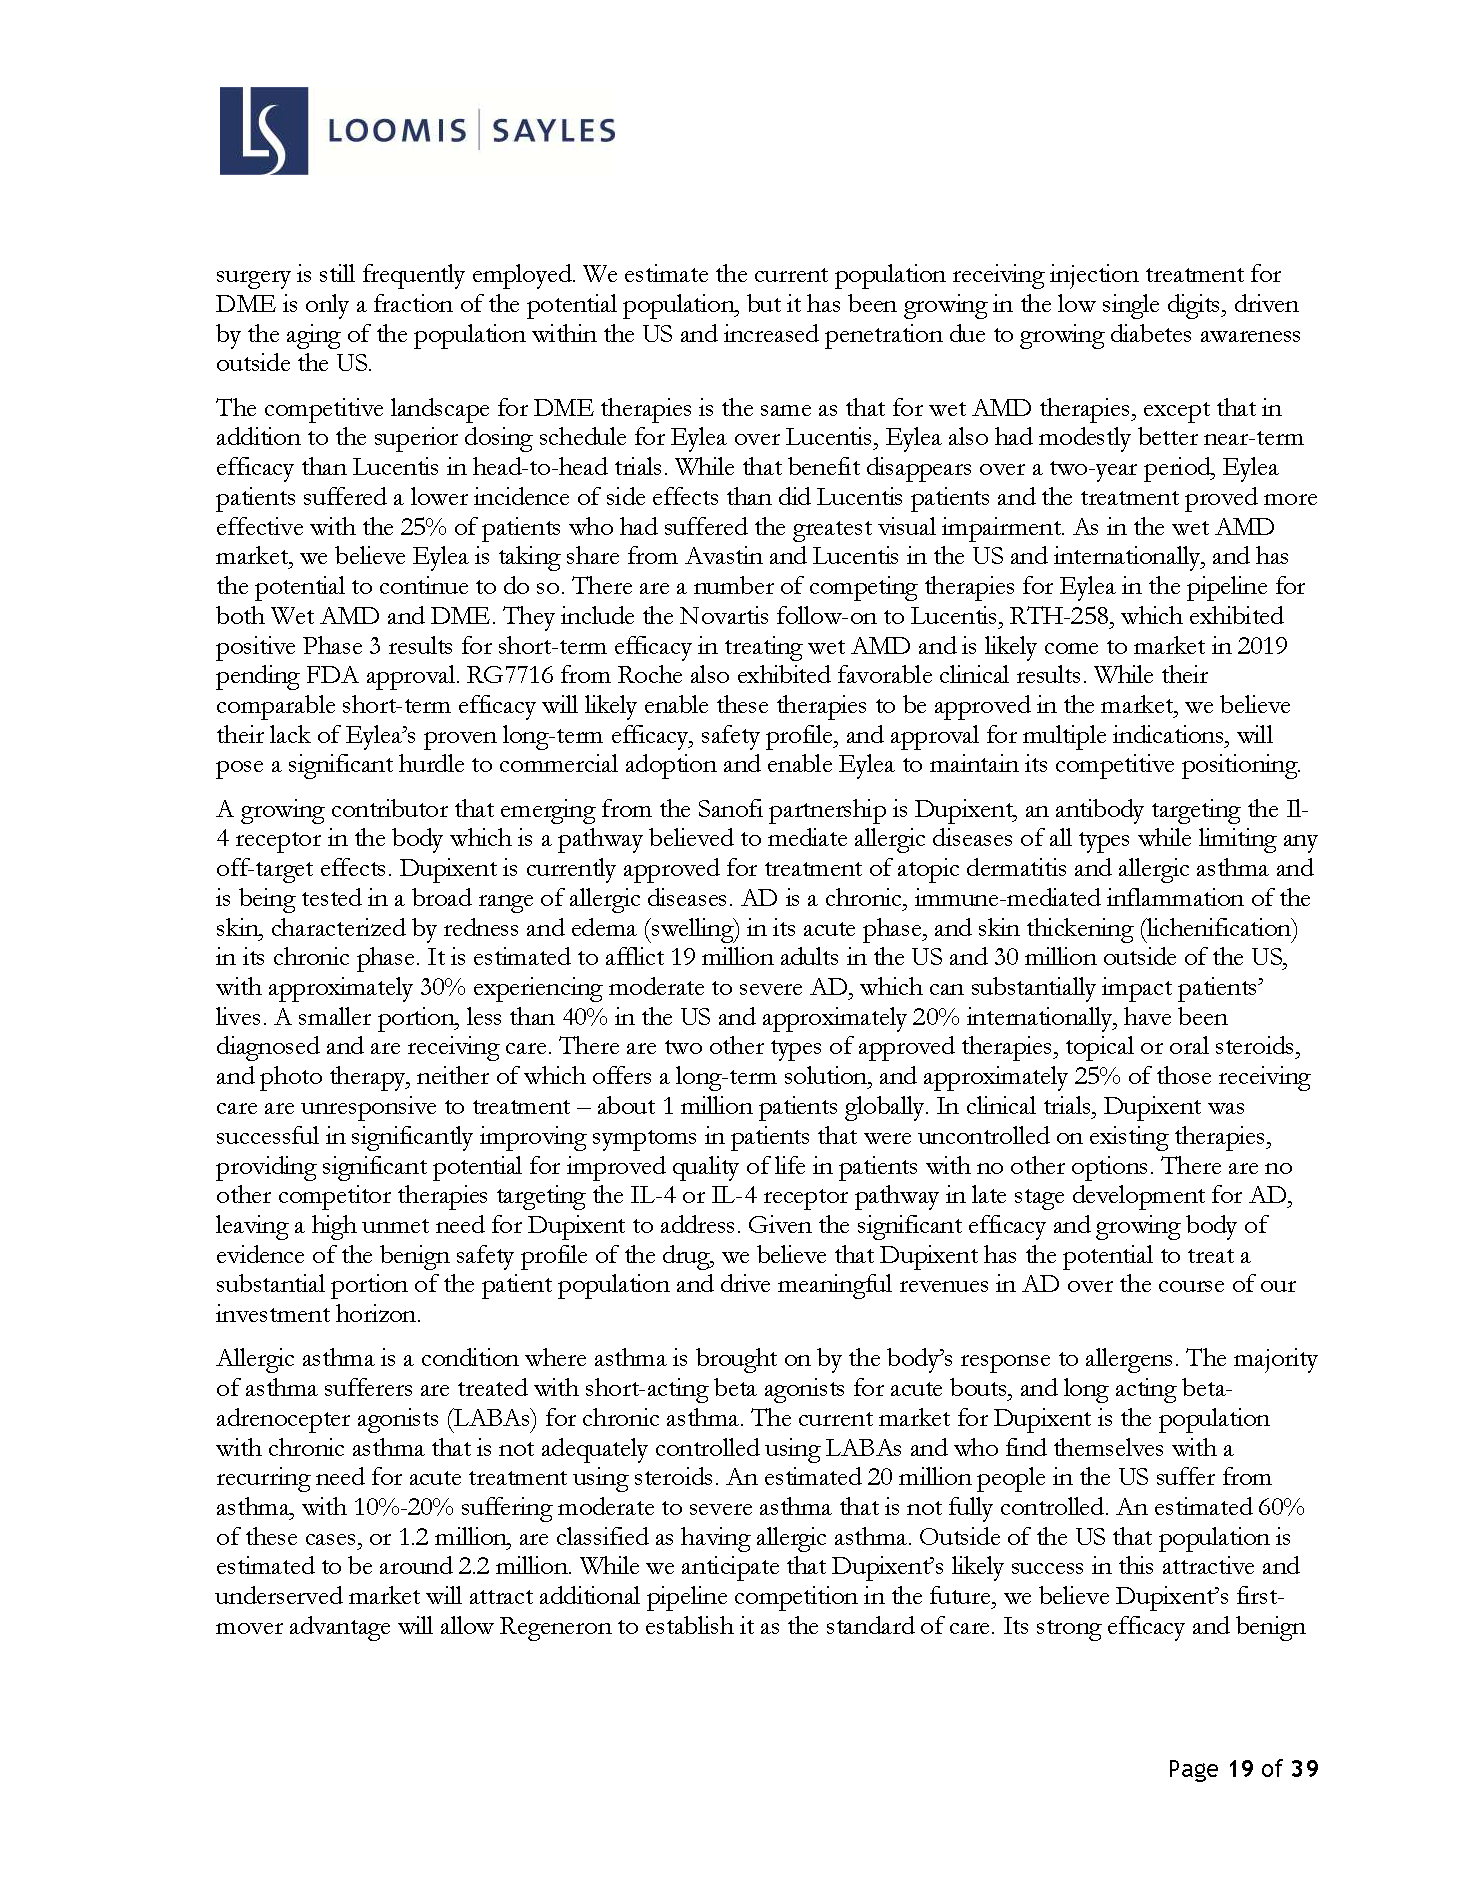 LS LOOMIS | SAYLES
surgery is still frequently employed. We estimate the current population receiving injection treatment for
DME is only a fraction of the potential population, but it has been growing in the low single digits, driven
by the aging of the population within the US and increased penetration due to growing diabetes awareness
outside the US.
The competitive landscape for DME therapies is the same as that for wet AMD therapies, except that in
addition to the superior dosing schedule for Eylea over Lucentis, Eylea also had modestly better near-term
efficacy than Lucentis in head-to-head trials. While that benefit disappears over a two-year period, Eylea
patients suffered a lower incidence of side effects than did Lucentis patients and the treatment proved more
effective with the 25% of patients who had suffered the greatest visual impairment. As in the wet AMD
market, we believe Eylea is taking share from Avastin and Lucentis in the US and internationally, and has
the potential to continue to do so. There are a number of competing therapies for Eylea in the pipeline for
both Wet AMD and DME. They include the Novartis follow-on to Lucentis, RTH-258, which exhibited
positive Phase 3 results for short-term efficacy in treating wet AMD and is likely come to market in 2019
pending FDA approval. RG7716 from Roche also exhibited favorable clinical results. While their
comparable short-term efficacy will likely enable these therapies to be approved in the market, we believe
their lack of Eylea’s proven long-term efficacy, safety profile, and approval for multiple indications, will
pose a significant hurdle to commercial adoption and enable Eylea to maintain its competitive positioning.
A growing contributor that emerging from the Sanofi partnership is Dupixent, an antibody targeting the Il-
4 receptor in the body which is a pathway believed to mediate allergic diseases of all types while limiting any
off-target effects. Dupixent is currently approved for treatment of atopic dermatitis and allergic asthma and
is being tested in a broad range of allergic diseases. AD is a chronic, immune-mediated inflammation of the
skin, characterized by redness and edema (swelling) in its acute phase, and skin thickening (lichenification)
in its chronic phase. It is estimated to afflict 19 million adults in the US and 30 million outside of the US,
with approximately 30% experiencing moderate to severe AD, which can substantially impact patients’
lives. A smaller portion, less than 40% in the US and approximately 20% internationally, have been
diagnosed and are receiving care. There are two other types of approved therapies, topical or oral steroids,
and photo therapy, neither of which offers a long-term solution, and approximately 25% of those receiving
care are unresponsive to treatment – about 1 million patients globally. In clinical trials, Dupixent was
successful in significantly improving symptoms in patients that were uncontrolled on existing therapies,
providing significant potential for improved quality of life in patients with no other options. There are no
other competitor therapies targeting the IL-4 or IL-4 receptor pathway in late stage development for AD,
leaving a high unmet need for Dupixent to address. Given the significant efficacy and growing body of
evidence of the benign safety profile of the drug, we believe that Dupixent has the potential to treat a
substantial portion of the patient population and drive meaningful revenues in AD over the course of our
investment horizon.
Allergic asthma is a condition where asthma is brought on by the body’s response to allergens. The majority
of asthma sufferers are treated with short-acting beta agonists for acute bouts, and long acting beta-
adrenocepter agonists (LABAs) for chronic asthma. The current market for Dupixent is the population
with chronic asthma that is not adequately controlled using LABAs and who find themselves with a
recurring need for acute treatment using steroids. An estimated 20 million people in the US suffer from
asthma, with 10%-20% suffering moderate to severe asthma that is not fully controlled. An estimated 60%
of these cases, or 1.2 million, are classified as having allergic asthma. Outside of the US that population is
estimated to be around 2.2 million. While we anticipate that Dupixent’s likely success in this attractive and
underserved market will attract additional pipeline competition in the future, we believe Dupixent’s first-
mover advantage will allow Regeneron to establish it as the standard of care. Its strong efficacy and benign
Page 19 of 39